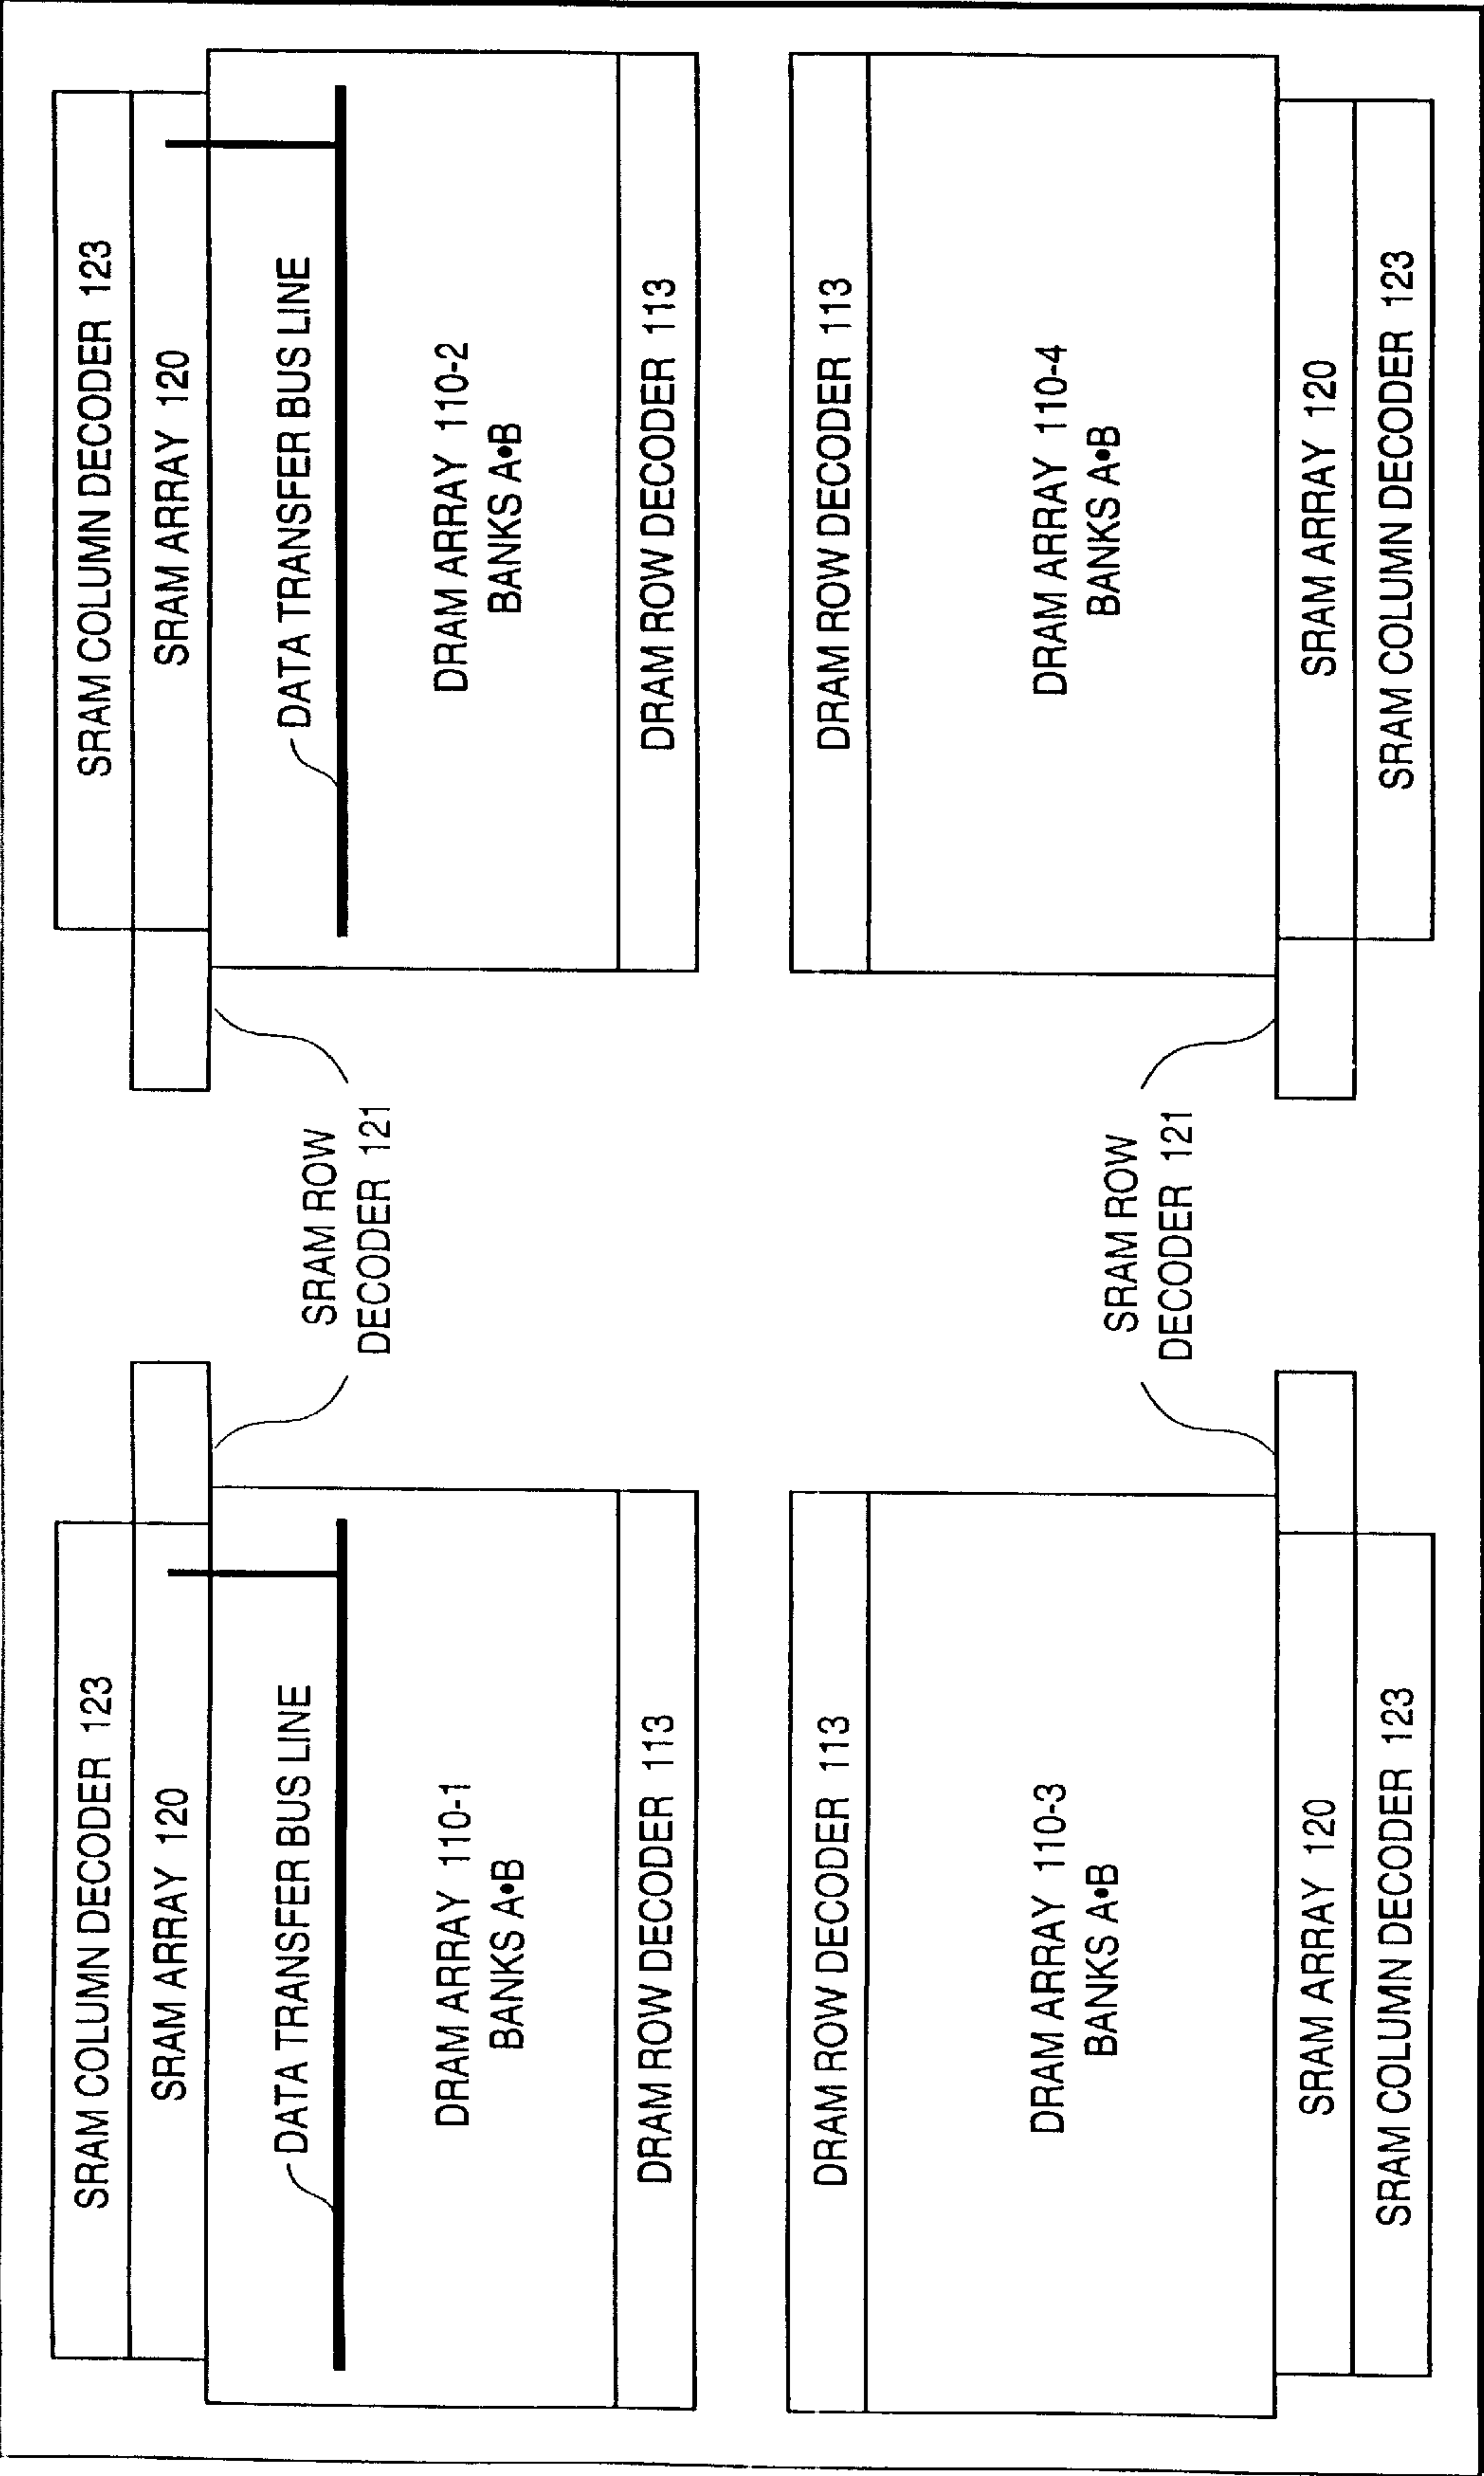 SRAM COLUMN DECODER 123
SRAM COLUMN DECODER 123
SRAM ARRAY 120
SRAM ARRAY 120
DATA TRANSFER BUS LINE
SRAM ROW
DECODER 121
DATA TRANSFER BUS LINE
DRAM ARRAY 110-1
BANKS A•B
DRAM ARRAY 110-2
BANKS A•B
DRAM ROW DECODER 113
DRAM ROW DECODER 113
DRAM ROW DECODER 113
DRAM ROW DECODER 113
DRAM ARRAY 110-3
BANKS A•B
SRAM ROW
DECODER 121
DRAM ARRAY 110-4
BANKS A•B
SRAM ARRAY 120
SRAM ARRAY 120
SRAM COLUMN DECODER 123
SRAM COLUMN DECODER 123